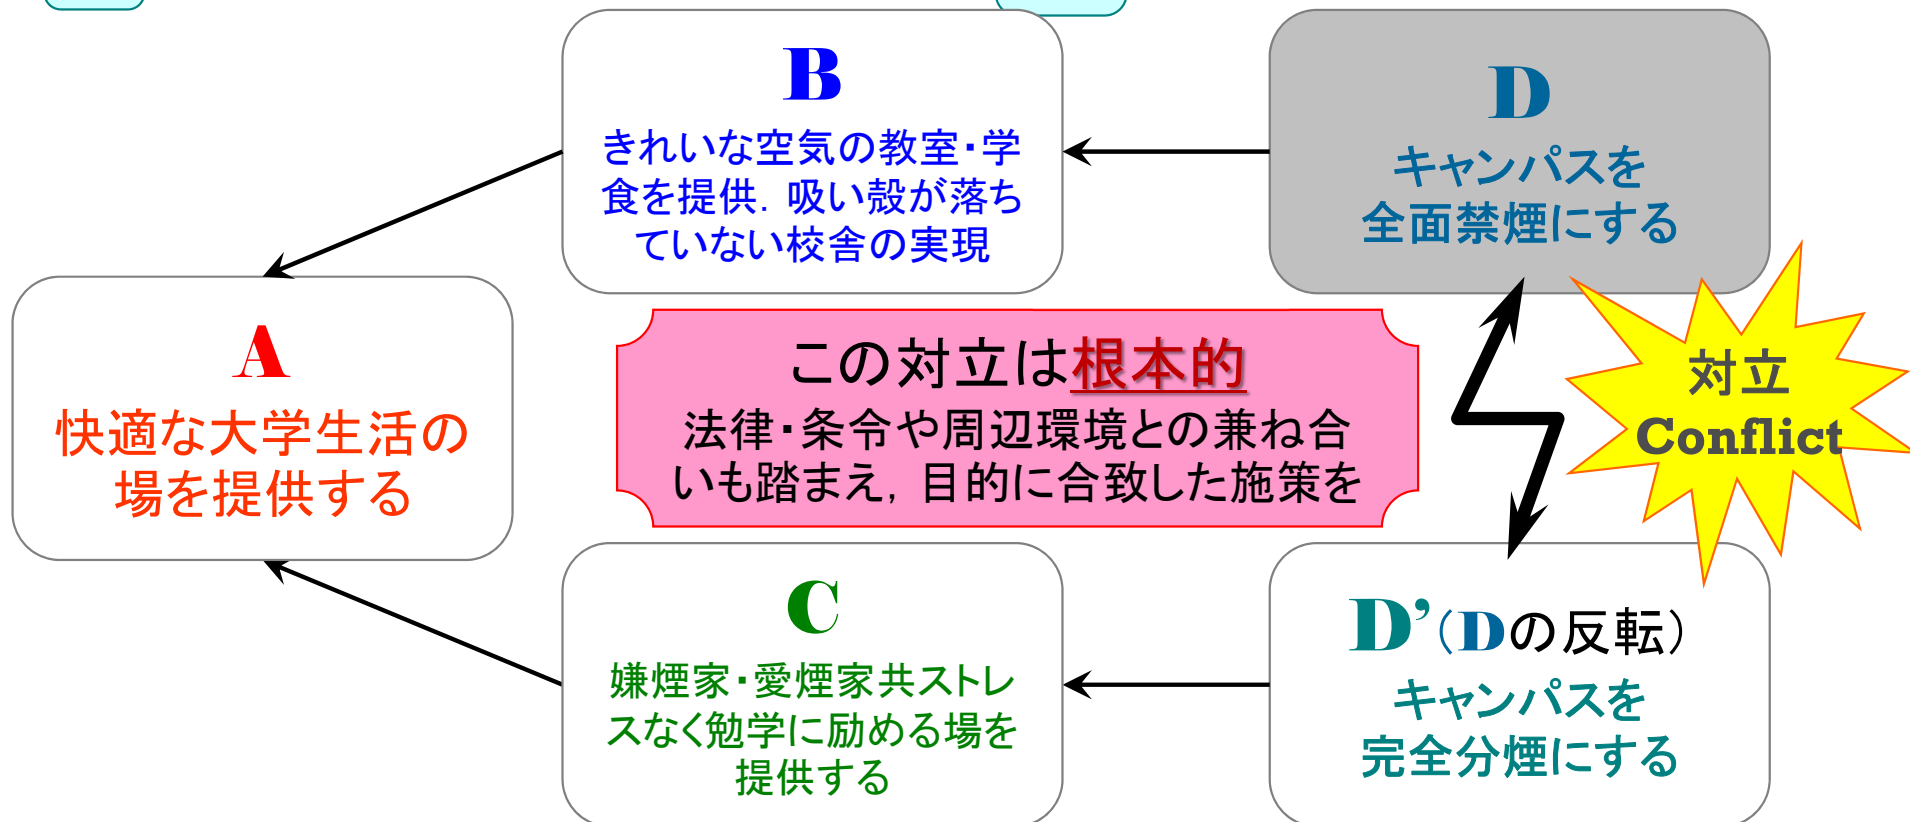 B
きれいな空気の教室・学
食を提供．吸い殻が落ち
ていない校舎の実現
D
キャンパスを
全面禁煙にする
A
快適な大学生活の
場を提供する
この対立は根本的
法律・条令や周辺環境との兼ね合
いも踏まえ，目的に合致した施策を
対立
Conflict
C
嫌煙家・愛煙家共ストレ
スなく勉学に励める場を
提供する
D’（Dの反転）
キャンパスを
完全分煙にする